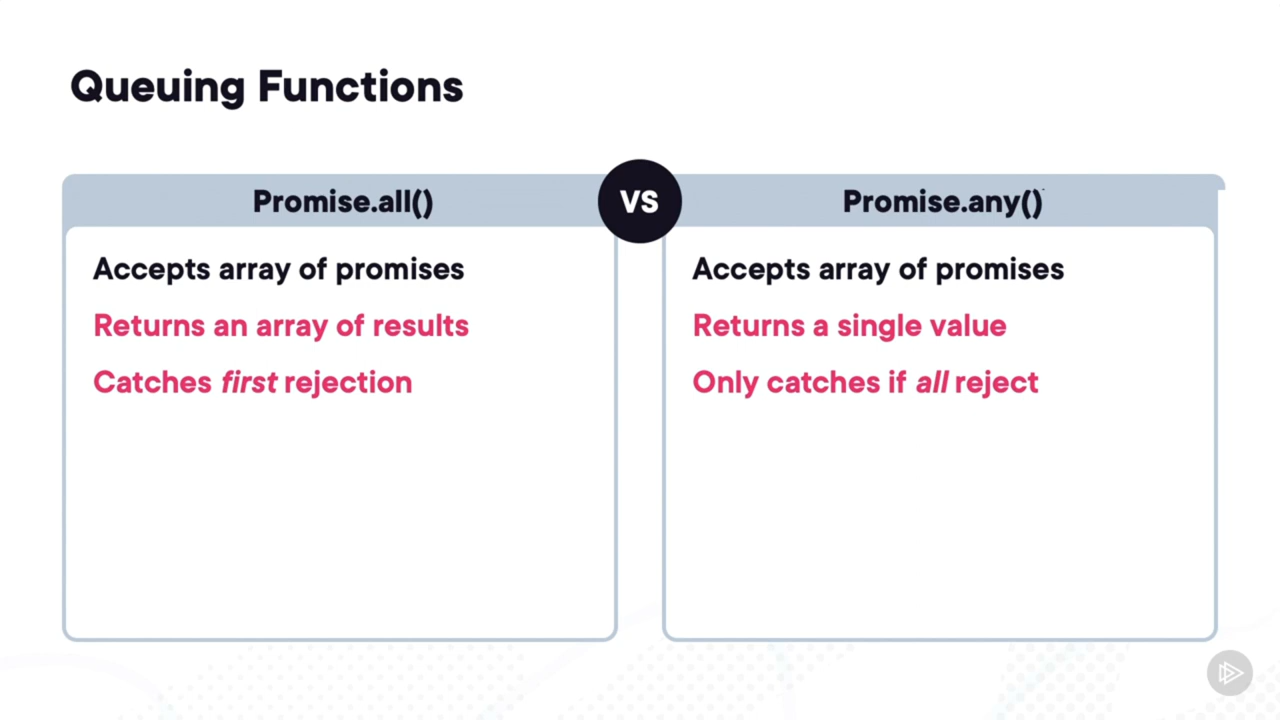 Queuing Functions
Promise.all()
VS
Promise.any()
Accepts array of promises
Returns an array of results
Catches first rejection
Accepts array of promises
Returns a single value
Only catches if all reject